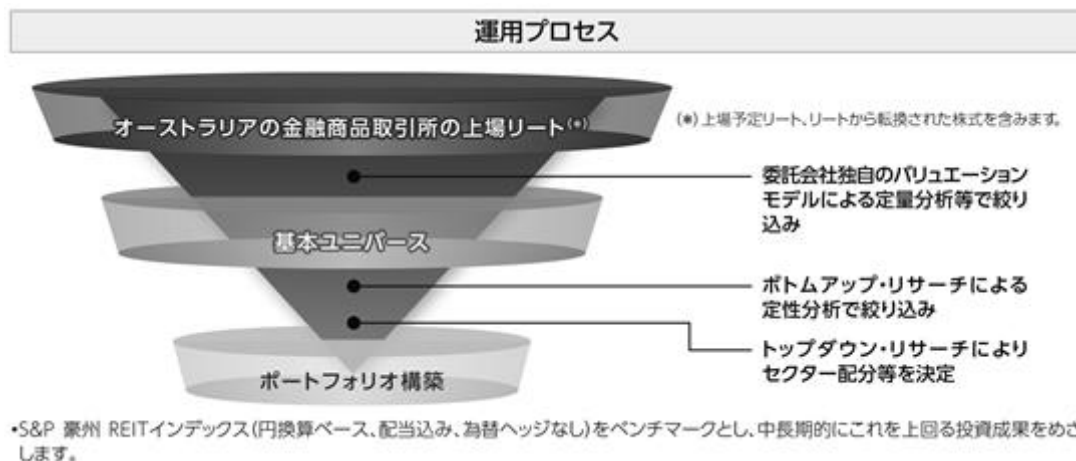 運用プロセス
オーストラリアの金融商品取引所の上場リート(*)
(*)上場予定リート、リートから転換された株式を含みます。
委託会社独自のバリュエーション
モデルによる定量分析等で絞り
込み
基本ユニバース
ボトムアップ・リサーチによる
定性分析で絞り込み
トップダウン・リサーチにより
セクター配分等を決定
ポートフォリオ構築
•S&P 豪州 REITインデックス(円換算ベース、配当込み、為替ヘッジなし)をベンチマークとし、中長期的にこれを上回る投資成果をめざ
します。